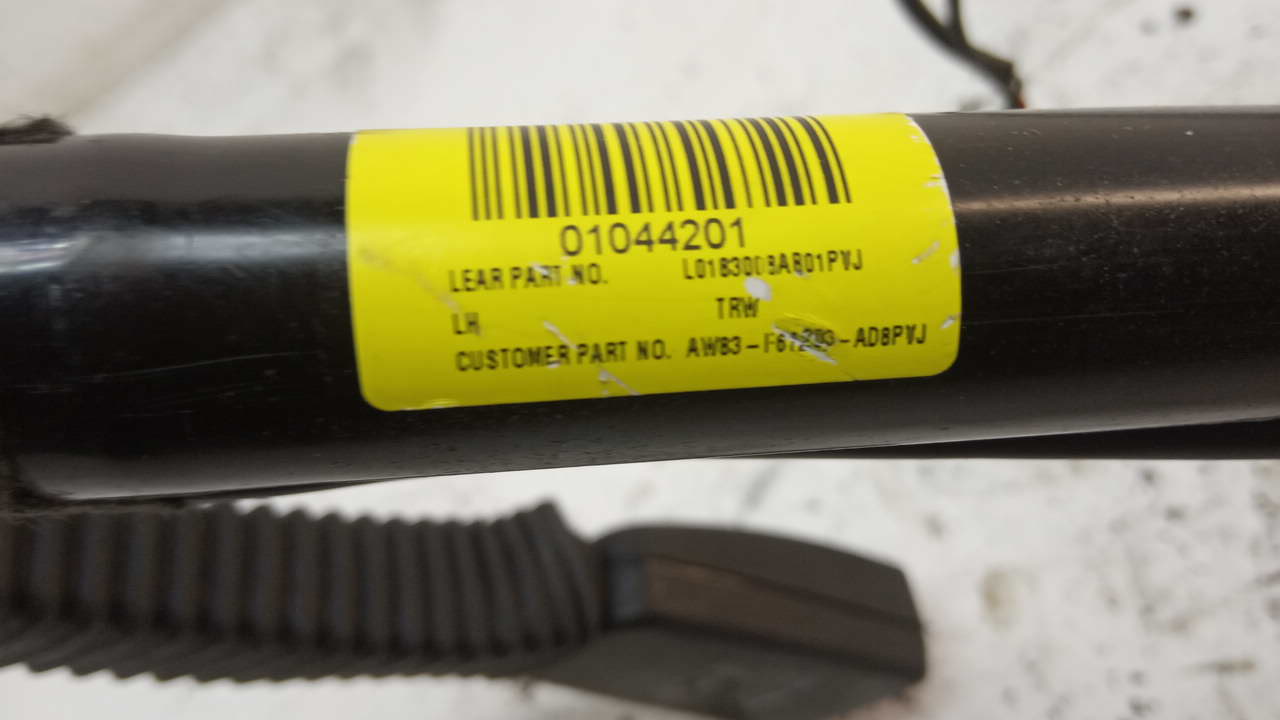 01044201
LEAR PART NO.
LH TRW
CUSTOMER PART NO.